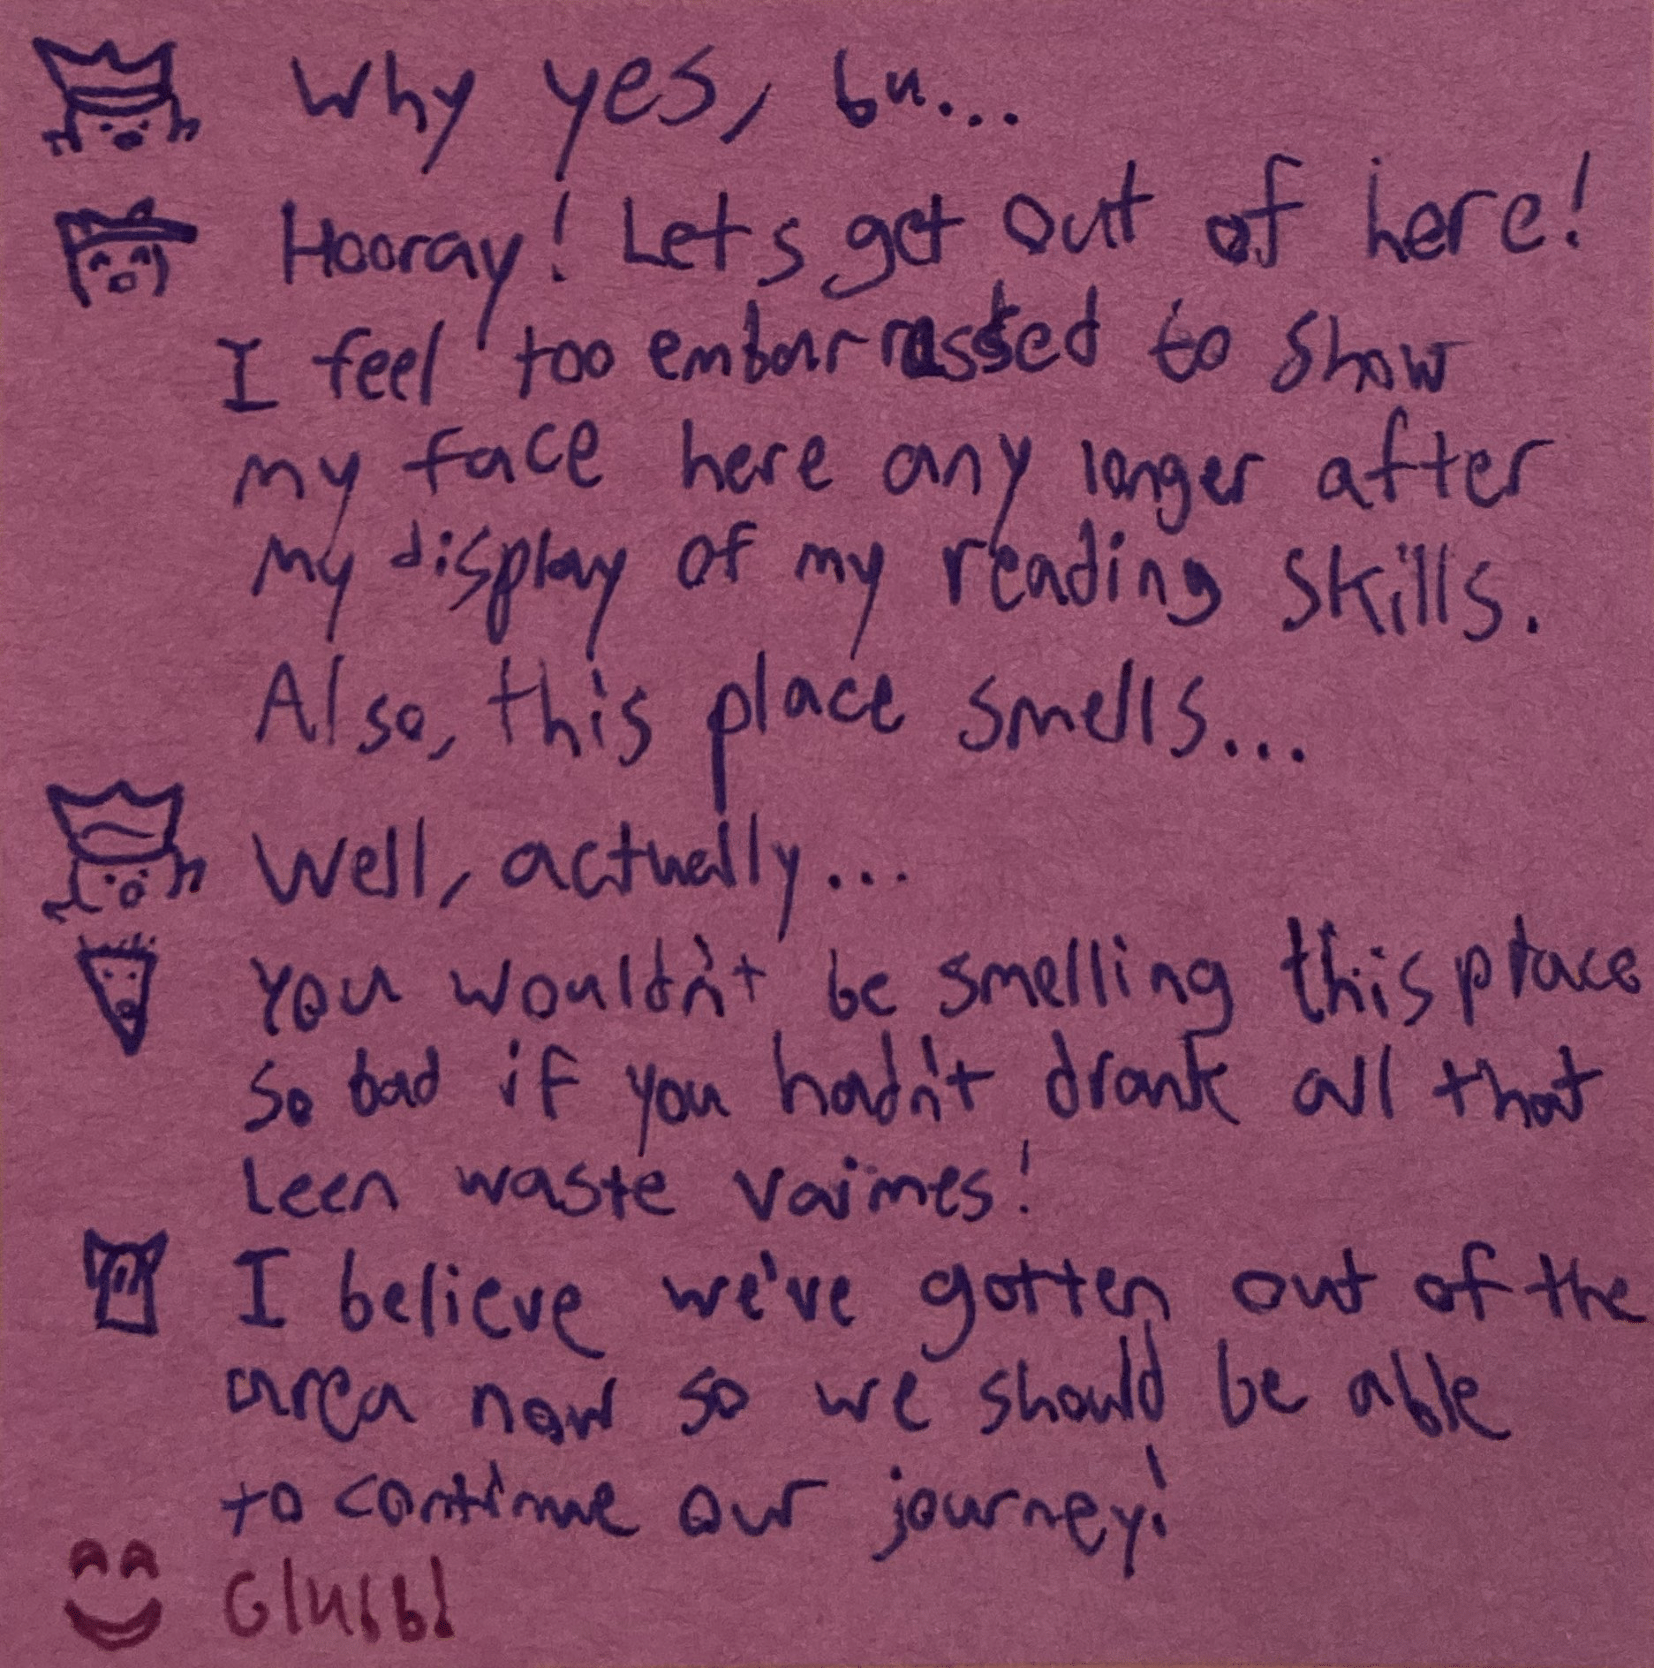 Why yes, bu...
Hooray! Let's get out of here!
I feel too embarrassed to show
my face here any longer after
my display of my reading skills.
Also, this place smells...
Well, actually...
You wouldn't be smelling this place
so bad if you hadn't drank all that
leen waste vaimes!
I believe we've gotten out of the
area now so we should be able
to continue our journey!
Glubb!